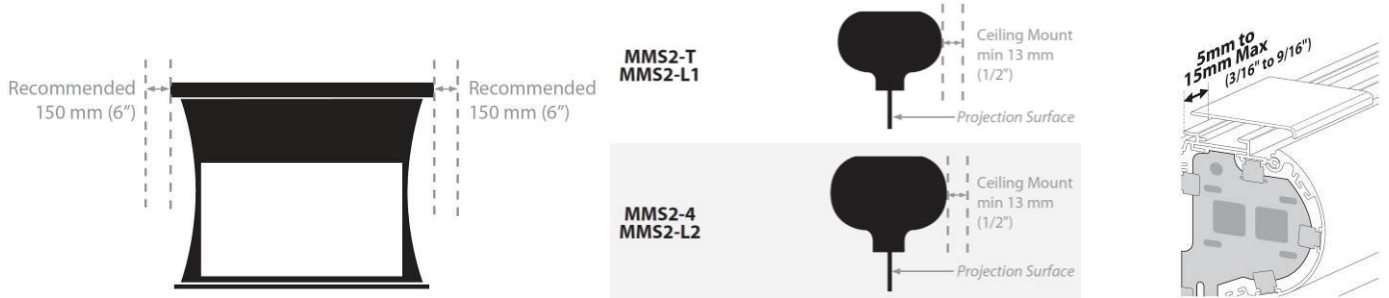 Recommended
150 mm (6”)
Recommended
150 mm (6”)
MMS2-T
MMS2-L1
Ceiling Mount
min 13 mm
(1/2”)
Projection Surface
MMS2-4
MMS2-L2
Ceiling Mount
min 13 mm
(1/2”)
Projection Surface
5mm to
15mm Max
(3/16" to 9/16")